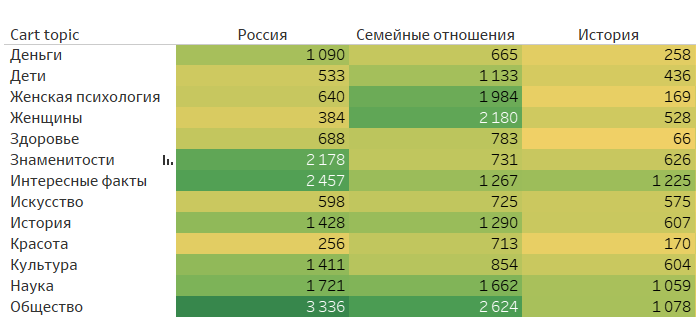 Cart topic Россия Семейные отношения История
Деньги 1 090 665 258
Дети 533 1 133 436
Женская психология 640 1 984 169
Женщины 384 2 180 528
Здоровье 688 783 66
Знаменитости 2 178 731 626
Интересные факты 2 457 1 267 1 225
Искусство 598 725 575
История 1 428 1 290 607
Красота 256 713 170
Культура 1 411 854 604
Наука 1 721 1 662 1 059
Общество 3 336 2 624 1 078